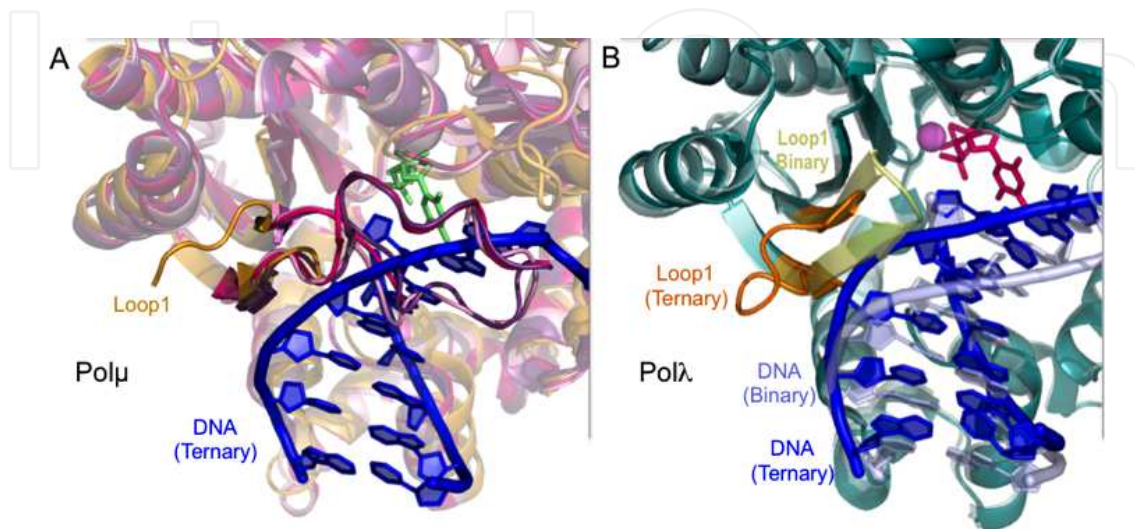 A
Loop1
Polμ
DNA
(Ternary)
B
Loop1
Binary
Loop1
(Ternary)
Polλ
DNA
(Binary)
DNA
(Ternary)